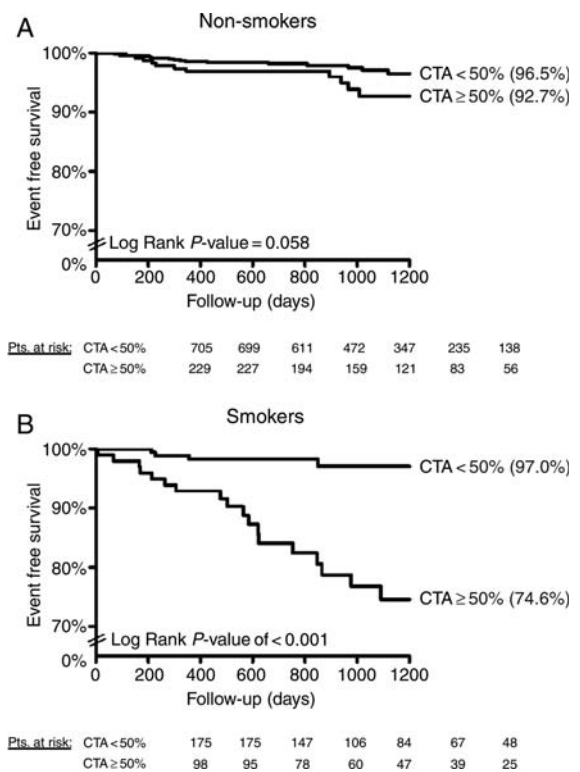 A
Non-smokers
100%
90%
80%
70%
0%
Event free survival
CTA < 50% (96.5%)
CTA ≥ 50% (92.7%)
Log Rank P-value = 0.058
0 200 400 600 800 1000 1200
Follow-up (days)
Pts. at risk: CTA < 50% 705 699 611 472 347 235 138
CTA ≥ 50% 229 227 194 159 121 83 56
B
Smokers
100%
90%
80%
70%
0%
Event free survival
CTA < 50% (97.0%)
CTA ≥ 50% (74.6%)
Log Rank P-value of < 0.001
0 200 400 600 800 1000 1200
Follow-up (days)
Pts. at risk: CTA < 50% 175 175 147 106 84 67 48
CTA ≥ 50% 98 95 78 60 47 39 25